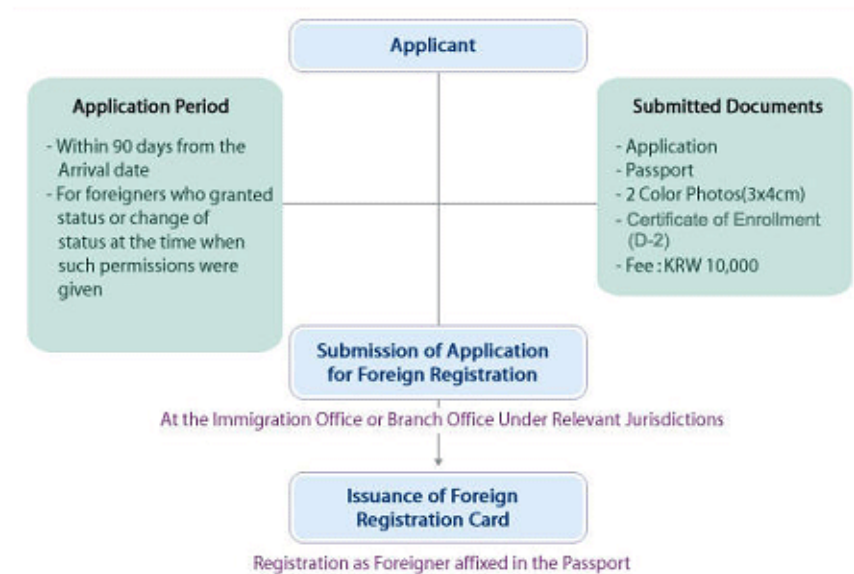 Applicant
Application Period
- Within 90 days from the
Arrival date
- For foreigners who granted
status or change of
status at the time when
such permissions were
given
Submitted Documents
- Application
- Passport
- 2 Color Photos(3x4cm)
- Certificate of Enrollment
(D-2)
- Fee : KRW 10,000
Submission of Application
for Foreign Registration
At the Immigration Office or Branch Office Under Relevant Jurisdictions
Issuance of Foreign
Registration Card
Registration as Foreigner affixed in the Passport